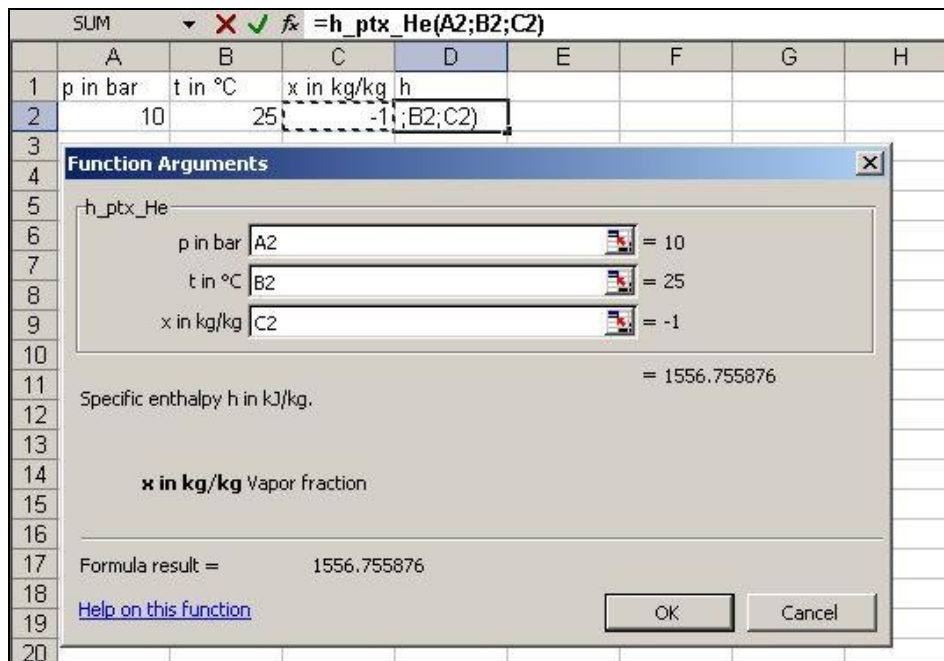 SUM =h_ptx_He(A2;B2;C2)
A B C D E F G H
1 p in bar t in °C x in kg/kg h
2 10 25 -1 ;B2;C2)
3
4 Function Arguments
5 h_ptx_He
6 p in bar A2 = 10
7 t in °C B2 = 25
8
9 x in kg/kg C2 = -1
10
11 = 1556.755876
12 Specific enthalpy h in kJ/kg.
13
14 x in kg/kg Vapor fraction
15
16
17 Formula result = 1556.755876
18
19 Help on this function OK Cancel
20